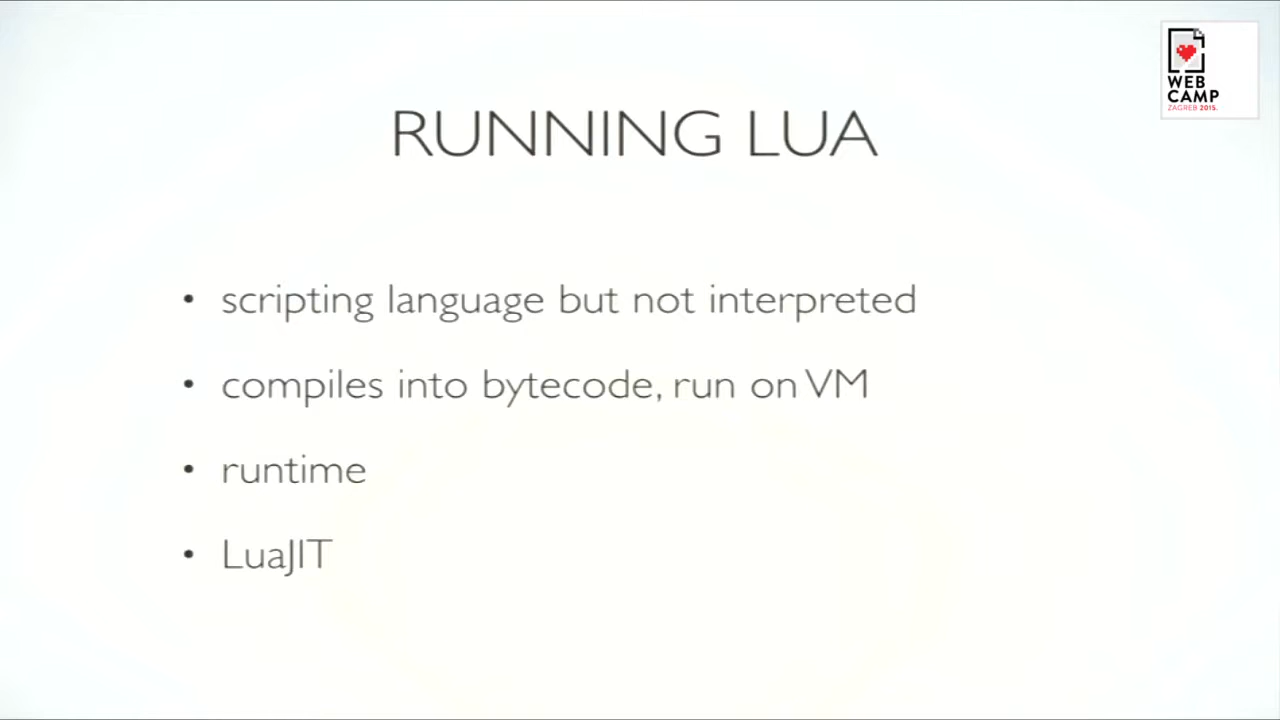 WEB
CAMP
ZAGREB 2015.
RUNNING LUA
• scripting language but not interpreted
• compiles into bytecode, run on VM
• runtime
• LuaJIT